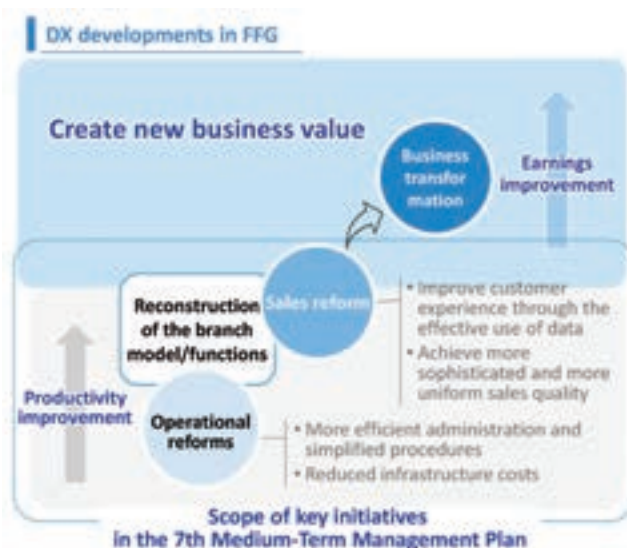 DX developments in FFG
Create new business value
Business
transfor
mation
Earnings
improvement
Sales reform
Reconstruction
of the branch
model/functions
• Improve customer
experience through the
effective use of data
• Achieve more
sophisticated and more
uniform sales quality
Productivity
improvement
Operational
reforms
• More efficient administration and
simplified procedures
• Reduced infrastructure costs
Scope of key initiatives
in the 7th Medium-Term Management Plan